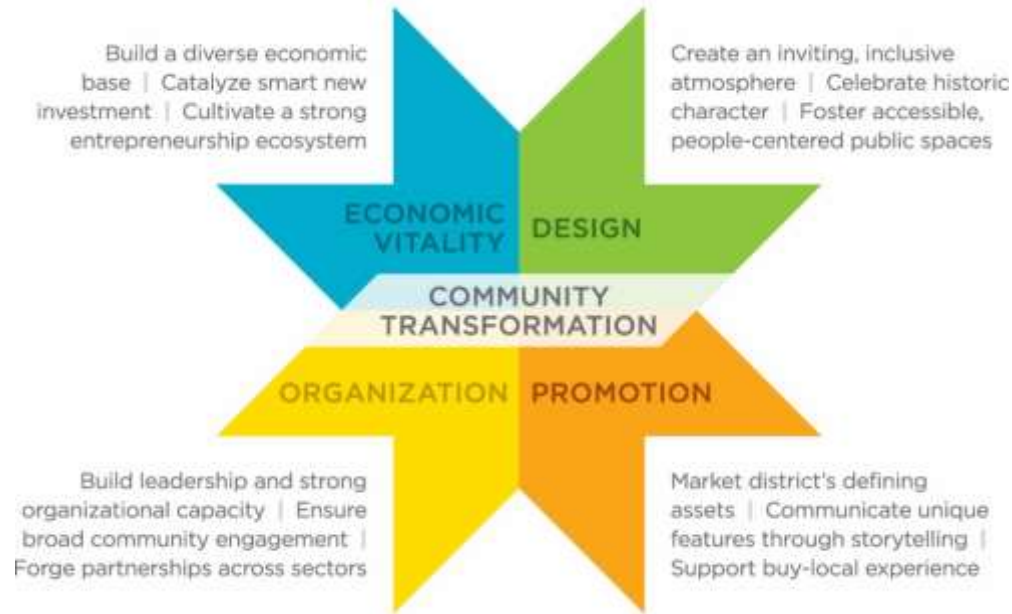 Build a diverse economic
base | Catalyze smart new
investment | Cultivate a strong
entrepreneurship ecosystem
Create an inviting, inclusive
atmosphere | Celebrate historic
character | Foster accessible,
people-centered public spaces
ECONOMIC
VITALITY
DESIGN
COMMUNITY
TRANSFORMATION
ORGANIZATION
PROMOTION
Build leadership and strong
organizational capacity | Ensure
broad community engagement |
Forge partnerships across sectors
Market district's defining
assets | Communicate unique
features through storytelling |
Support buy-local experience